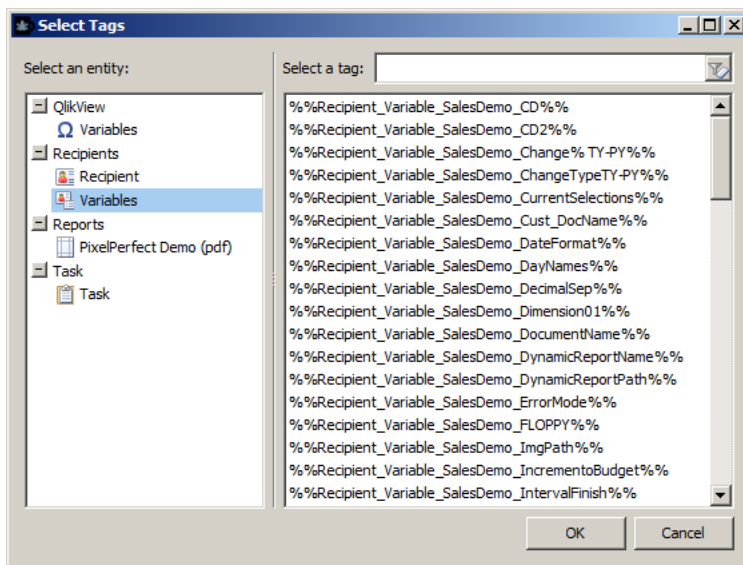 Select Tags
Select an entity:
QlikView
Variables
Recipients
Recipient
Variables
Reports
PixelPerfect Demo (pdf)
Task
Task
Select a tag:
%%Recipient_Variable_SalesDemo_CD%%
%%Recipient_Variable_SalesDemo_CD2%%
%%Recipient_Variable_SalesDemo_Change% TY-PY%%
%%Recipient_Variable_SalesDemo_ChangeTypeTY-PY%%
%%Recipient_Variable_SalesDemo_CurrentSelections%%
%%Recipient_Variable_SalesDemo_Cust_DocName%%
%%Recipient_Variable_SalesDemo_DateFormat%%
%%Recipient_Variable_SalesDemo_DayNames%%
%%Recipient_Variable_SalesDemo_DecimalSep%%
%%Recipient_Variable_SalesDemo_Dimension01%%
%%Recipient_Variable_SalesDemo_DocumentName%%
%%Recipient_Variable_SalesDemo_DynamicReportName%%
%%Recipient_Variable_SalesDemo_DynamicReportPath%%
%%Recipient_Variable_SalesDemo_ErrorMode%%
%%Recipient_Variable_SalesDemo_FLOPPY%%
%%Recipient_Variable_SalesDemo_ImgPath%%
%%Recipient_Variable_SalesDemo_IncrementoBudget%%
%%Recipient_Variable_SalesDemo_IntervalFinish%%
OK
Cancel